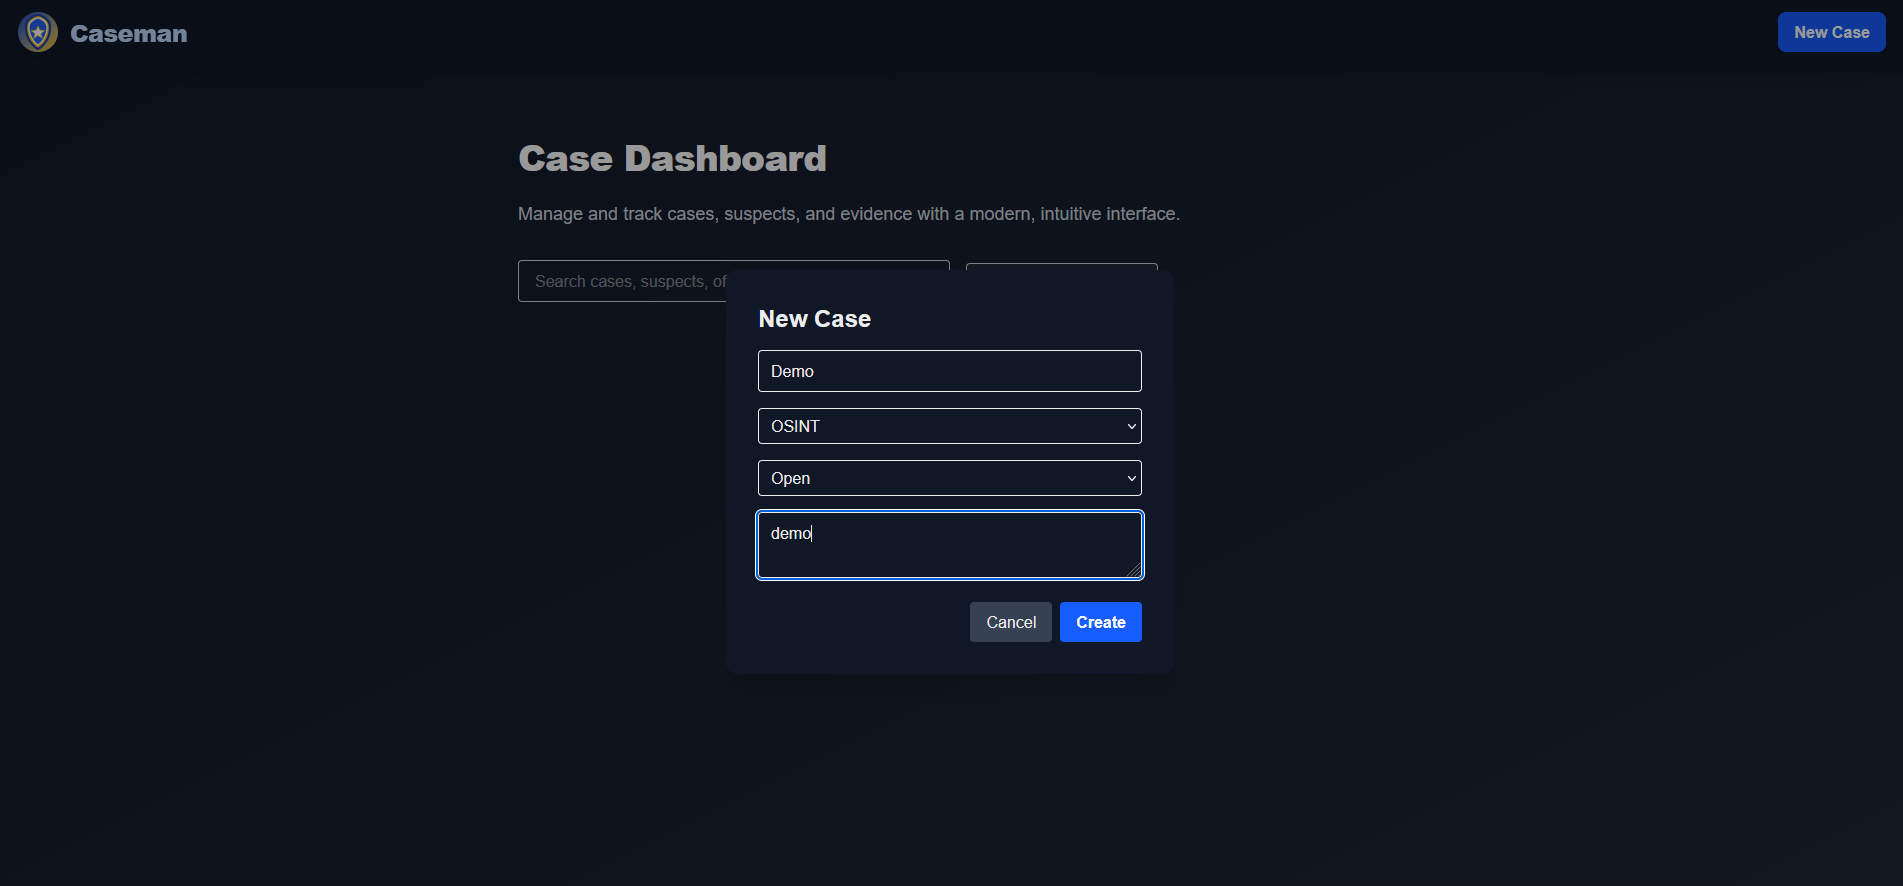 Caseman
New Case
Case Dashboard
Manage and track cases, suspects, and evidence with a modern, intuitive interface.
Search cases, suspects, of
New Case
Demo
OSINT
Open
demo
Cancel
Create